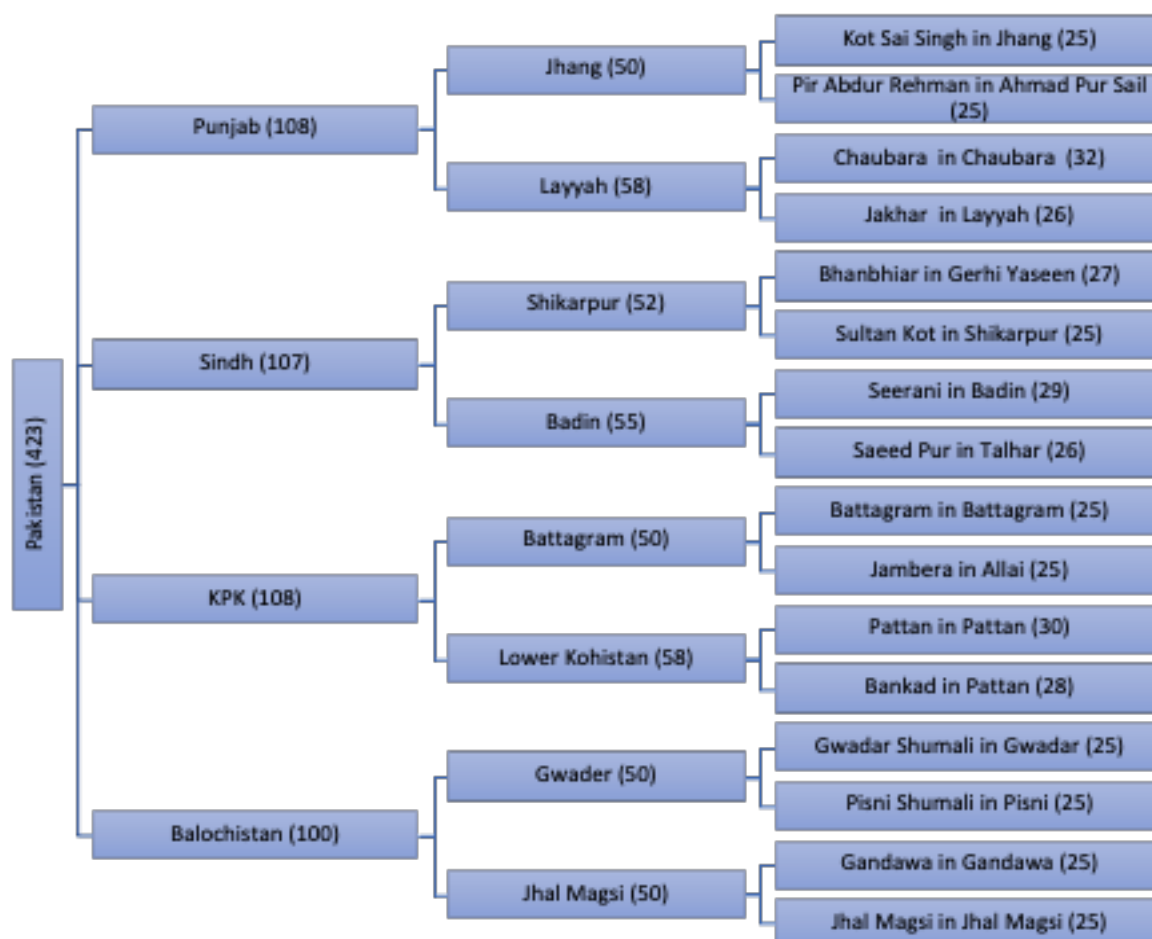 Pakistan (423)
Punjab (108)
Jhang (50)
Kot Sai Singh in Jhang (25)
Pir Abdur Rehman in Ahmad Pur Sail
(25)
Layyah (58)
Chaubara in Chaubara (32)
Jakhar in Layyah (26)
Sindh (107)
Shikarpur (52)
Bhanbhiar in Gerhi Yaseen (27)
Sultan Kot in Shikarpur (25)
Badin (55)
Seerani in Badin (29)
Saeed Pur in Talhar (26)
KPK (108)
Battagram (50)
Battagram in Battagram (25)
Jambera in Allai (25)
Lower Kohistan (58)
Pattan in Pattan (30)
Bankad in Pattan (28)
Balochistan (100)
Gwader (50)
Gwadar Shumali in Gwadar (25)
Pisni Shumali in Pisni (25)
Jhal Magsi (50)
Gandawa in Gandawa (25)
Jhal Magsi in Jhal Magsi (25)